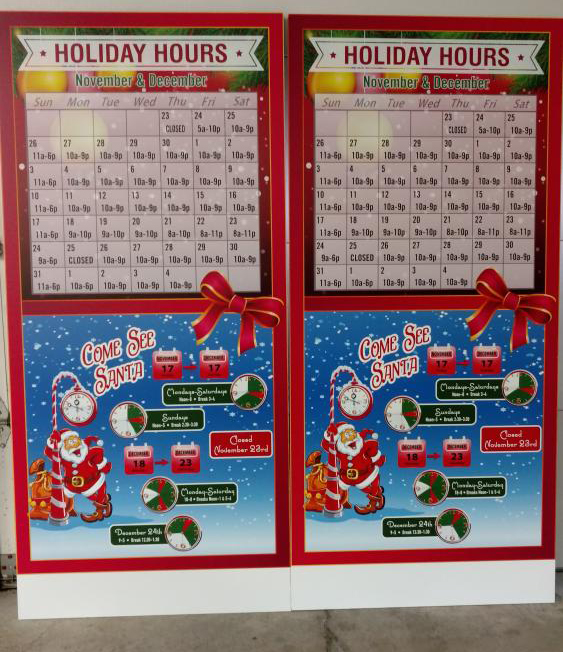 ★ HOLIDAY HOURS ★
November & December
Sun Mon Tue Wed Thu Fri Sat
23 24 25
CLOSED 5a-10p 10a-9p
26 27 28 29 30 1 2
11a-6p 10a-9p 10a-9p 10a-9p 10a-9p 10a-9p 10a-9p
3 4 5 6 7 8 9
11a-6p 10a-9p 10a-9p 10a-9p 10a-9p 10a-9p 10a-9p
10 11 12 13 14 15 16
11a-6p 10a-9p 10a-9p 10a-9p 10a-9p 10a-9p 10a-9p
17 18 19 20 21 22 23
11a-6p 9a-10p 9a-10p 9a-10p 8a-10p 8a-11p 8a-11p
24 25 26 27 28 29 30
9a-6p CLOSED 10a-9p 10a-9p 10a-9p 10a-9p 10a-9p
31 1 2 3 4
11a-6p 10a-9p 10a-9p 10a-9p 10a-9p
COME SEE
SANTA
NOVEMBER
17
17
Mondays-Saturdays
Sundays
Closed
November 23rd
DECEMBER DECEMBER
18 23
Monday-Saturday
December 24th
★ HOLIDAY HOURS ★
November & December
Sun Mon Tue Wed Thu Fri Sat
23 24 25
CLOSED 5a-10p 10a-9p
26 27 28 29 30 1 2
11a-6p 10a-9p 10a-9p 10a-9p 10a-9p 10a-9p 10a-9p
3 4 5 6 7 8 9
11a-6p 10a-9p 10a-9p 10a-9p 10a-9p 10a-9p 10a-9p
10 11 12 13 14 15 16
11a-6p 10a-9p 10a-9p 10a-9p 10a-9p 10a-9p 10a-9p
17 18 19 20 21 22 23
11a-6p 9a-10p 9a-10p 9a-10p 8a-10p 8a-11p 8a-11p
24 25 26 27 28 29 30
9a-6p CLOSED 10a-9p 10a-9p 10a-9p 10a-9p 10a-9p
31 1 2 3 4
11a-6p 10a-9p 10a-9p 10a-9p 10a-9p
COME SEE
SANTA
NOVEMBER
17
17
Mondays-Saturdays
Sundays
Closed
November 23rd
DECEMBER DECEMBER
18 23
Monday-Saturday
December 24th